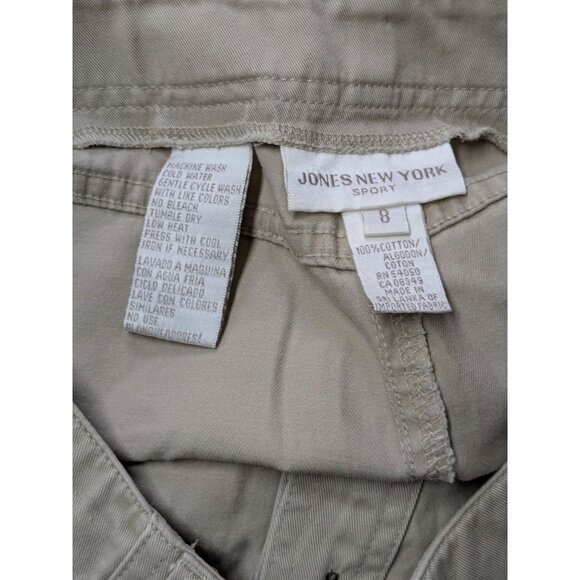 MACHINE WASH
COLD WATER
GENTLE CYCLE WASH
WITH LIKE COLORS
NO BLEACH
TUMBLE DRY
LOW HEAT
PRESS WITH COOL
IRON IF NECESSARY
LAVADO A MAQUINA
CON AGUA FRIA
CICLO DELICADO
LAVE CON COLORES
SIMILARES
NO USE
BLANQUEADORES!
JONES NEW YORK
SPORT
8
100% COTTON/
ALGODON/
COTON
RN 54050
CA 08349
MADE IN
SRI LANKA OF
IMPORTED FABRIC